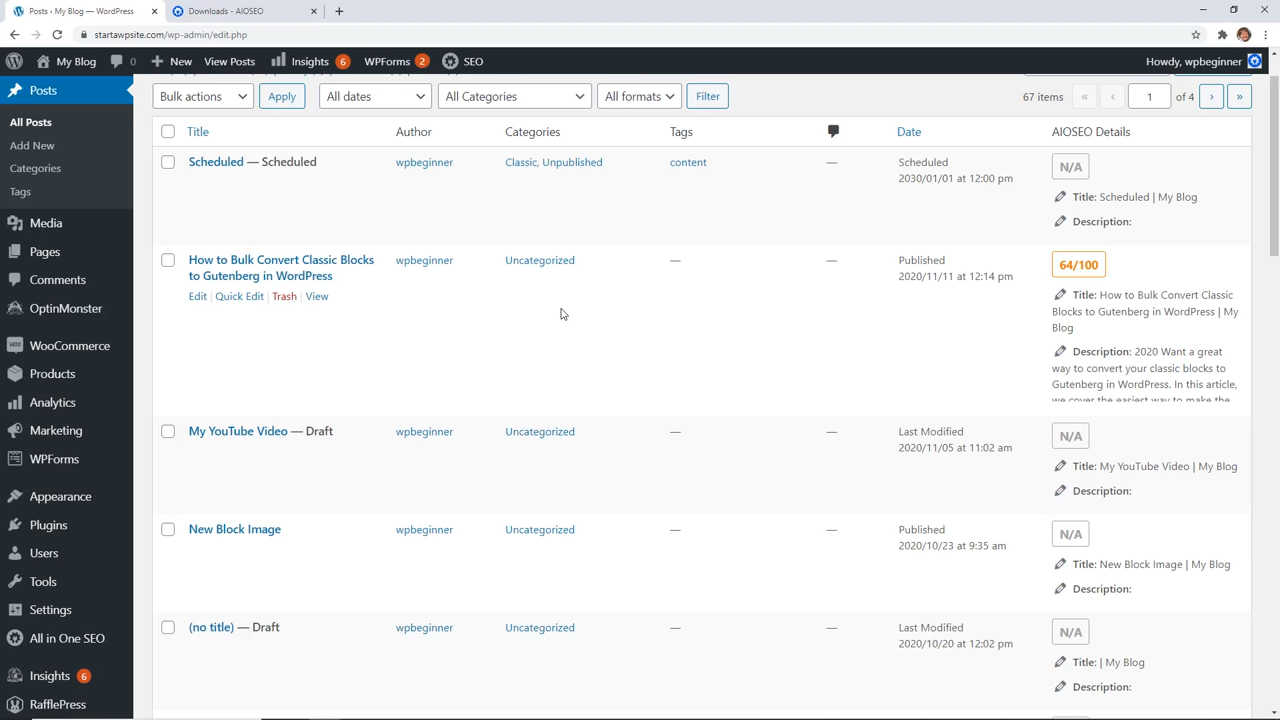 Posts ‹ My Blog — WordPress
Downloads - AIOSEO
startawpsite.com/wp-admin/edit.php
My Blog 0 New View Posts Insights 6 WPForms 2 SEO Howdy, wpbeginner
Posts
All Posts
Add New
Categories
Tags
Media
Pages
Comments
OptinMonster
WooCommerce
Products
Analytics
Marketing
WPForms
Appearance
Plugins
Users
Tools
Settings
All in One SEO
Insights 6
RafflePress
Bulk actions Apply All dates All Categories All formats Filter 67 items « ‹ 1 of 4 › »
Title Author Categories Tags Date AIOSEO Details
Scheduled — Scheduled wpbeginner Classic, Unpublished content — Scheduled N/A
2030/01/01 at 12:00 pm
Title: Scheduled | My Blog
Description:
How to Bulk Convert Classic Blocks wpbeginner Uncategorized — — Published 64/100
to Gutenberg in WordPress 2020/11/11 at 12:14 pm
Edit | Quick Edit | Trash | View
Title: How to Bulk Convert Classic
Blocks to Gutenberg in WordPress | My
Blog
Description: 2020 Want a great
way to convert your classic blocks to
Gutenberg in WordPress. In this article,
we cover the easiest way to make the
My YouTube Video — Draft wpbeginner Uncategorized — — Last Modified N/A
2020/11/05 at 11:02 am
Title: My YouTube Video | My Blog
Description:
New Block Image wpbeginner Uncategorized — — Published N/A
2020/10/23 at 9:35 am
Title: New Block Image | My Blog
Description:
(no title) — Draft wpbeginner Uncategorized — — Last Modified N/A
2020/10/20 at 12:02 pm
Title: | My Blog
Description: